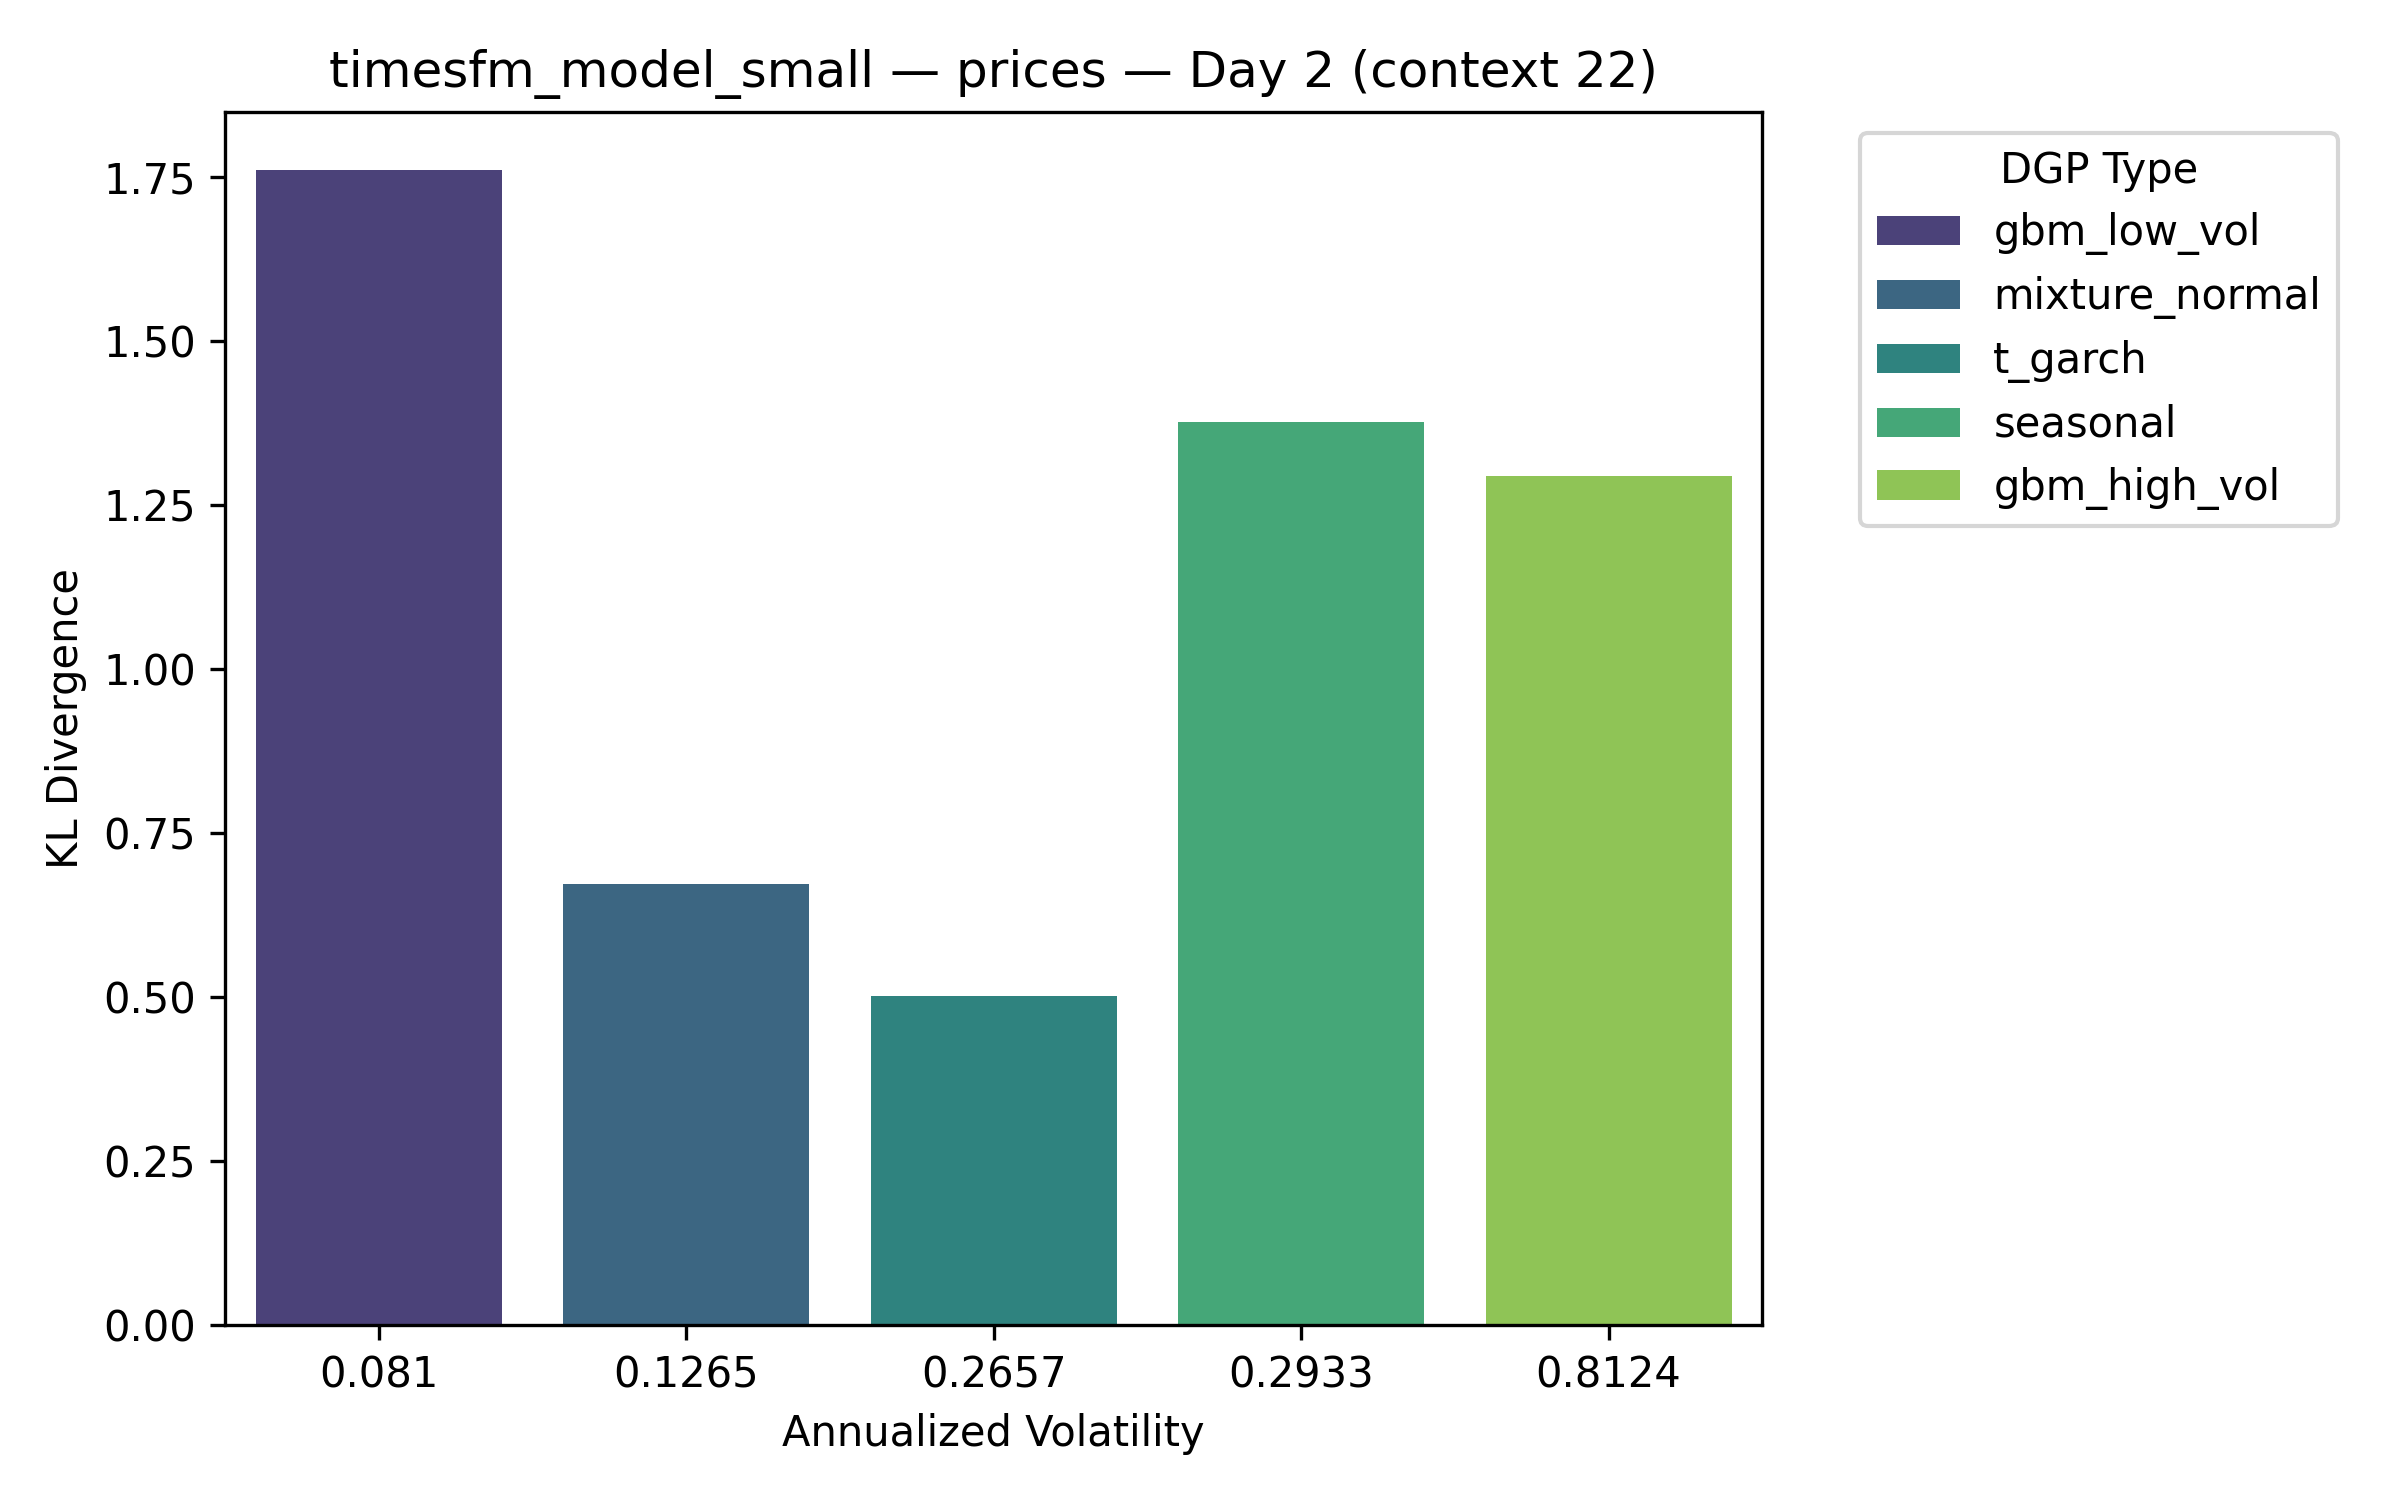 timesfm_model_small — prices — Day 2 (context 22)
DGP Type
gbm_low_vol
mixture_normal
t_garch
seasonal
gbm_high_vol
KL Divergence
1.75
1.50
1.25
1.00
0.75
0.50
0.25
0.00
0.081 0.1265 0.2657 0.2933 0.8124
Annualized Volatility